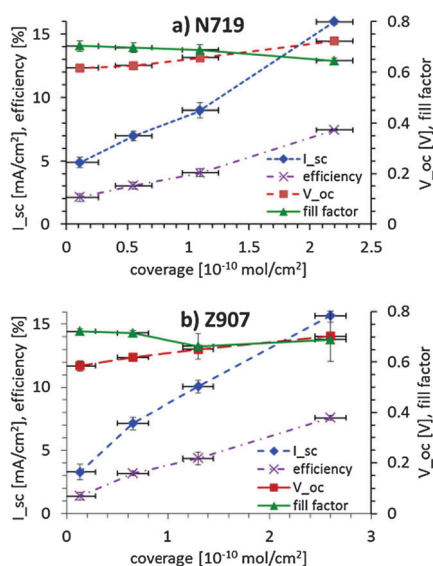 a) N719
I_sc [mA/cm²], efficiency [%]
15
10
5
0
0.8
0.6
0.4
0.2
0
V_oc [V], fill factor
I_sc
efficiency
V_oc
fill factor
0 0.5 1 1.5 2 2.5
coverage [10⁻¹⁰ mol/cm²]
b) Z907
I_sc [mA/cm²], efficiency [%]
15
10
5
0
0.8
0.6
0.4
0.2
0
V_oc [V], fill factor
I_sc
efficiency
V_oc
fill factor
0 1 2 3
coverage [10⁻¹⁰ mol/cm²]